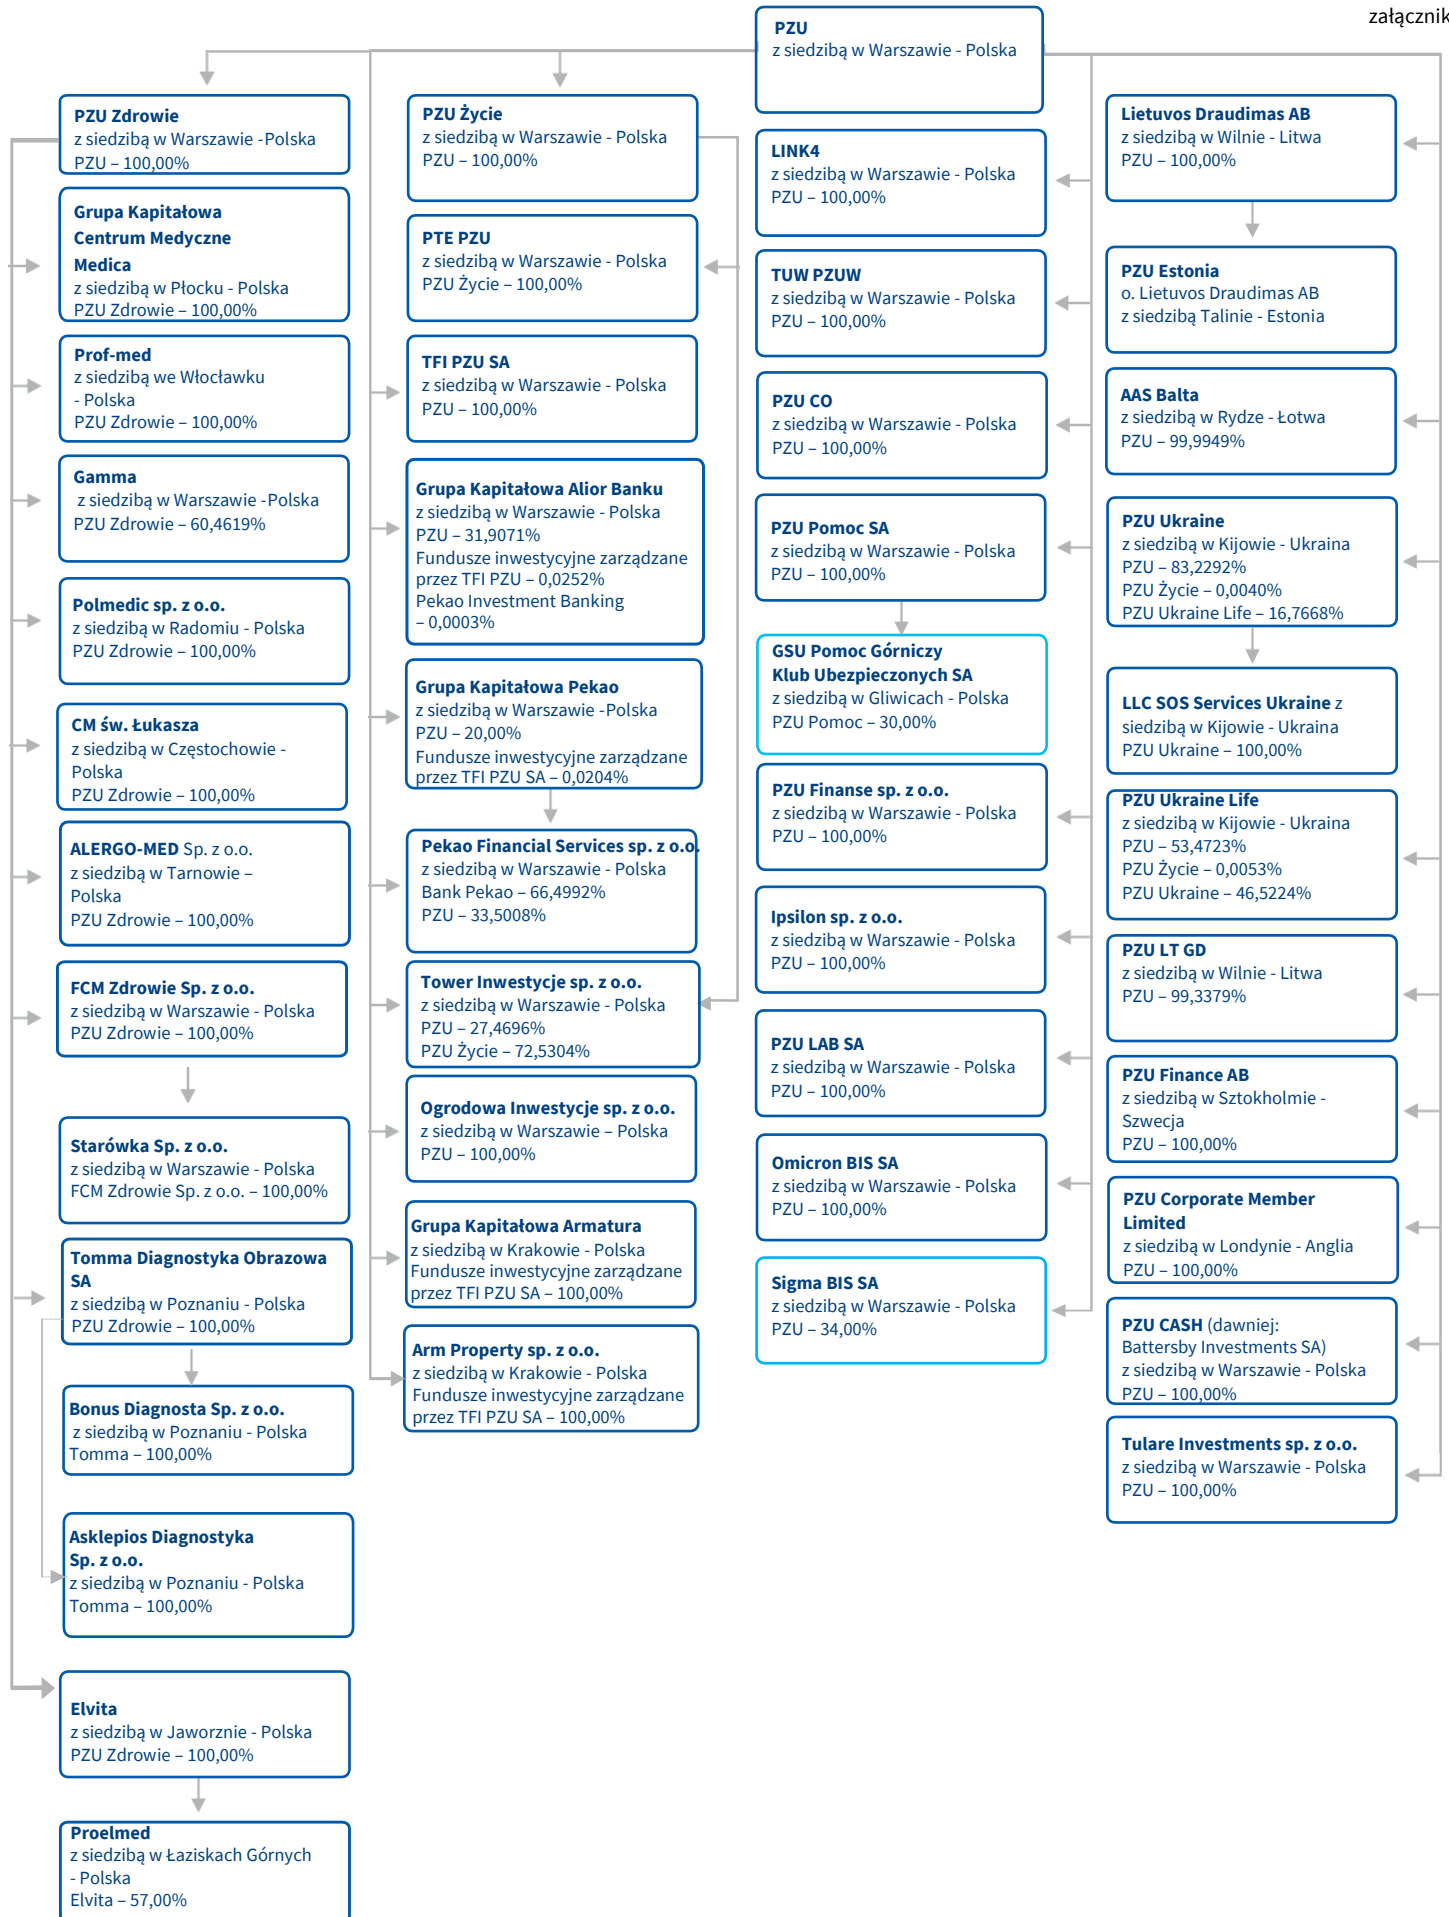 załącznik
PZU
z siedzibą w Warszawie - Polska
PZU Zdrowie
z siedzibą w Warszawie -Polska
PZU – 100,00%
Grupa Kapitałowa
Centrum Medyczne
Medica
z siedzibą w Płocku - Polska
PZU Zdrowie – 100,00%
Prof-med
z siedzibą we Włocławku
- Polska
PZU Zdrowie – 100,00%
Gamma
z siedzibą w Warszawie -Polska
PZU Zdrowie – 60,4619%
Polmedic sp. z o.o.
z siedzibą w Radomiu - Polska
PZU Zdrowie – 100,00%
CM św. Łukasza
z siedzibą w Częstochowie -
Polska
PZU Zdrowie – 100,00%
ALERGO-MED Sp. z o.o.
z siedzibą w Tarnowie –
Polska
PZU Zdrowie – 100,00%
FCM Zdrowie Sp. z o.o.
z siedzibą w Warszawie - Polska
PZU Zdrowie – 100,00%
Starówka Sp. z o.o.
z siedzibą w Warszawie - Polska
FCM Zdrowie Sp. z o.o. – 100,00%
Tomma Diagnostyka Obrazowa
SA
z siedzibą w Poznaniu - Polska
PZU Zdrowie – 100,00%
Bonus Diagnosta Sp. z o.o.
z siedzibą w Poznaniu - Polska
Tomma – 100,00%
Asklepios Diagnostyka
Sp. z o.o.
z siedzibą w Poznaniu - Polska
Tomma – 100,00%
Elvita
z siedzibą w Jaworznie - Polska
PZU Zdrowie – 100,00%
Proelmed
z siedzibą w Łaziskach Górnych
- Polska
Elvita – 57,00%
PZU Życie
z siedzibą w Warszawie - Polska
PZU – 100,00%
PTE PZU
z siedzibą w Warszawie - Polska
PZU Życie – 100,00%
TFI PZU SA
z siedzibą w Warszawie - Polska
PZU – 100,00%
Grupa Kapitałowa Alior Banku
z siedzibą w Warszawie - Polska
PZU – 31,9071%
Fundusze inwestycyjne zarządzane
przez TFI PZU – 0,0252%
Pekao Investment Banking
– 0,0003%
Grupa Kapitałowa Pekao
z siedzibą w Warszawie -Polska
PZU – 20,00%
Fundusze inwestycyjne zarządzane
przez TFI PZU SA – 0,0204%
Pekao Financial Services sp. z o.o.
z siedzibą w Warszawie - Polska
Bank Pekao – 66,4992%
PZU – 33,5008%
Tower Inwestycje sp. z o.o.
z siedzibą w Warszawie - Polska
PZU – 27,4696%
PZU Życie – 72,5304%
Ogrodowa Inwestycje sp. z o.o.
z siedzibą w Warszawie – Polska
PZU – 100,00%
Grupa Kapitałowa Armatura
z siedzibą w Krakowie - Polska
Fundusze inwestycyjne zarządzane
przez TFI PZU SA – 100,00%
Arm Property sp. z o.o.
z siedzibą w Krakowie - Polska
Fundusze inwestycyjne zarządzane
przez TFI PZU SA – 100,00%
LINK4
z siedzibą w Warszawie - Polska
PZU – 100,00%
TUW PZUW
z siedzibą w Warszawie - Polska
PZU – 100,00%
PZU CO
z siedzibą w Warszawie - Polska
PZU – 100,00%
PZU Pomoc SA
z siedzibą w Warszawie - Polska
PZU – 100,00%
GSU Pomoc Górniczy
Klub Ubezpieczonych SA
z siedzibą w Gliwicach - Polska
PZU Pomoc – 30,00%
PZU Finanse sp. z o.o.
z siedzibą w Warszawie - Polska
PZU – 100,00%
Ipsilon sp. z o.o.
z siedzibą w Warszawie - Polska
PZU – 100,00%
PZU LAB SA
z siedzibą w Warszawie - Polska
PZU – 100,00%
Omicron BIS SA
z siedzibą w Warszawie - Polska
PZU – 100,00%
Sigma BIS SA
z siedzibą w Warszawie - Polska
PZU – 34,00%
Lietuvos Draudimas AB
z siedzibą w Wilnie - Litwa
PZU – 100,00%
PZU Estonia
o. Lietuvos Draudimas AB
z siedzibą Talinie - Estonia
AAS Balta
z siedzibą w Rydze - Łotwa
PZU – 99,9949%
PZU Ukraine
z siedzibą w Kijowie - Ukraina
PZU – 83,2292%
PZU Życie – 0,0040%
PZU Ukraine Life – 16,7668%
LLC SOS Services Ukraine z
siedzibą w Kijowie - Ukraina
PZU Ukraine – 100,00%
PZU Ukraine Life
z siedzibą w Kijowie - Ukraina
PZU – 53,4723%
PZU Życie – 0,0053%
PZU Ukraine – 46,5224%
PZU LT GD
z siedzibą w Wilnie - Litwa
PZU – 99,3379%
PZU Finance AB
z siedzibą w Sztokholmie -
Szwecja
PZU – 100,00%
PZU Corporate Member
Limited
z siedzibą w Londynie - Anglia
PZU – 100,00%
PZU CASH (dawniej:
Battersby Investments SA)
z siedzibą w Warszawie - Polska
PZU – 100,00%
Tulare Investments sp. z o.o.
z siedzibą w Warszawie - Polska
PZU – 100,00%